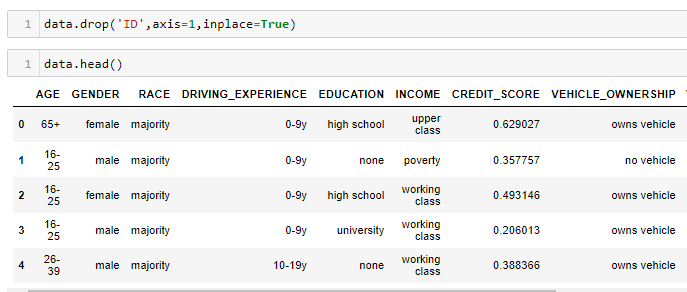 1 data.drop('ID',axis=1,inplace=True)
1 data.head()
AGE GENDER RACE DRIVING_EXPERIENCE EDUCATION INCOME CREDIT_SCORE VEHICLE_OWNERSHIP
0 65+ female majority 0-9y high school upper class 0.629027 owns vehicle
1 16-25 male majority 0-9y none poverty 0.357757 no vehicle
2 16-25 female majority 0-9y high school working class 0.493146 owns vehicle
3 16-25 male majority 0-9y university working class 0.206013 owns vehicle
4 26-39 male majority 10-19y none working class 0.388366 owns vehicle